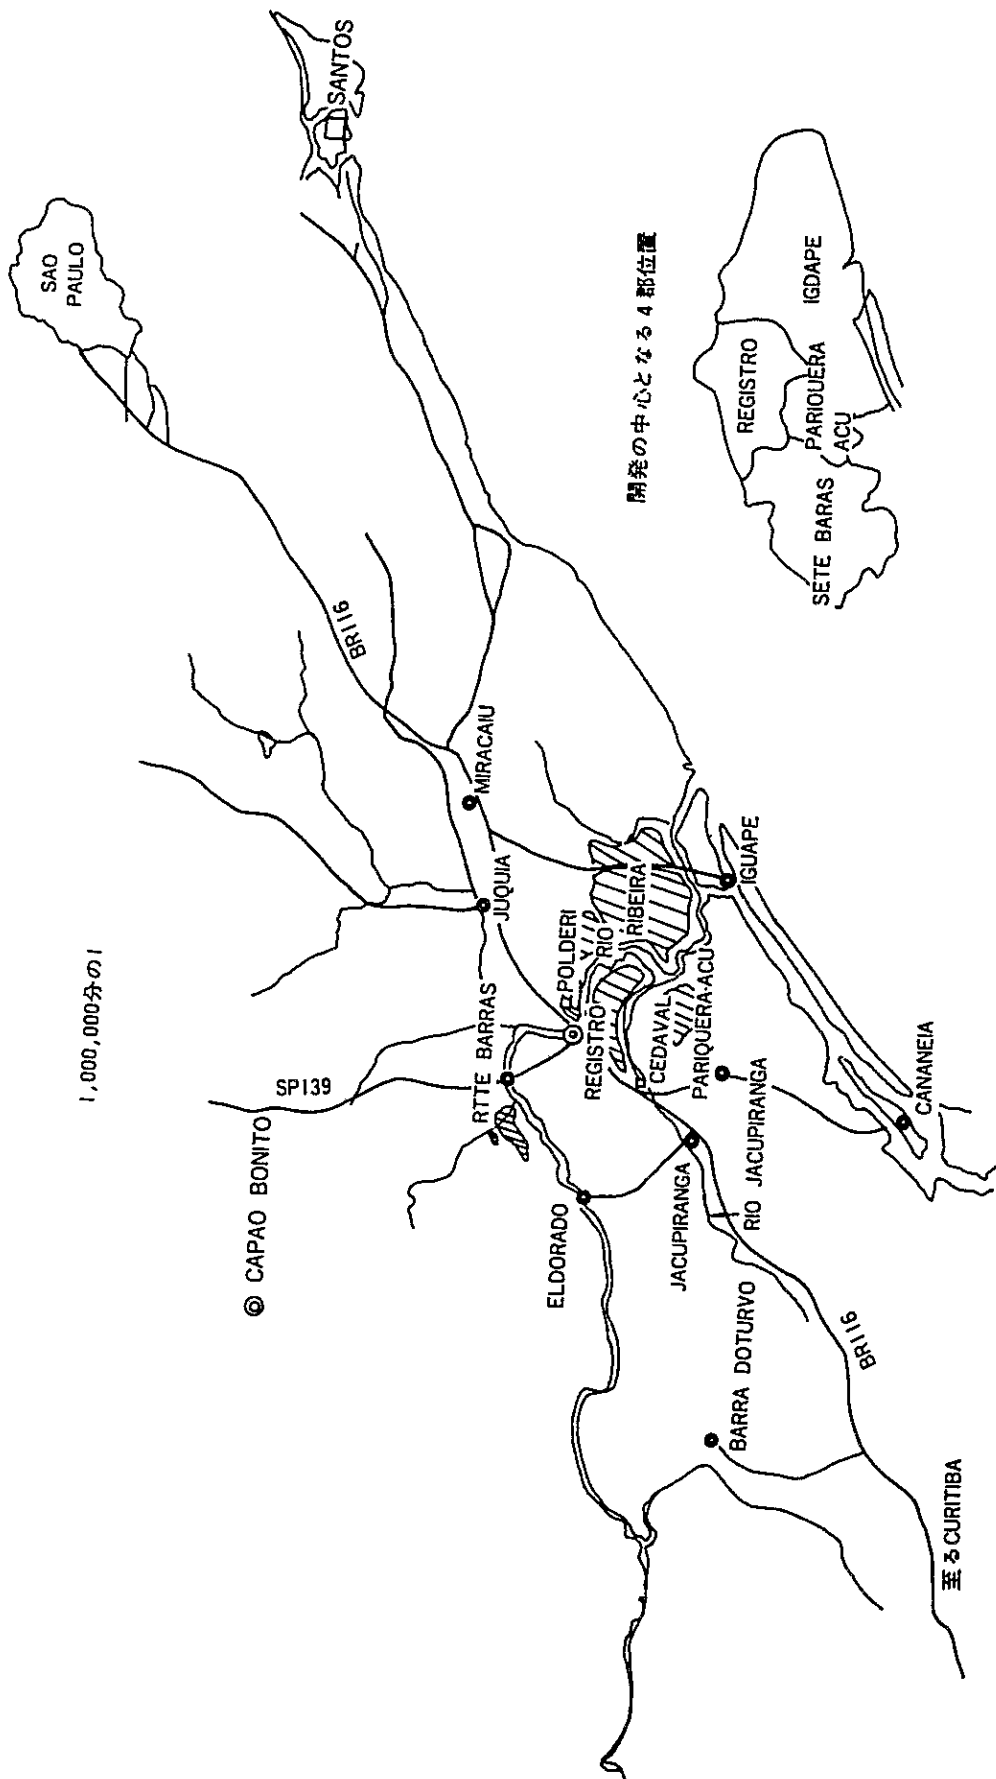 1,000,000分の1
SAO
PAULO
SANTOS
BR116
SP139
◎ CAPAO BONITO
MIRACAIU
JUQUIA
RTTE BARRAS
POLDERI
RIO
RIBEIRA
REGISTRO
CEDAVAL
PARIQUERA-ACU
IGUAPE
ELDORADO
JACUPIRANGA
RIO JACUPIRANGA
CANANEIA
BARRA DOTURVO
BR116
至るCURITIBA
開発の中心となる4郡位置
REGISTRO
IGDAPE
PARIOUERA
ACU
SETE BARAS